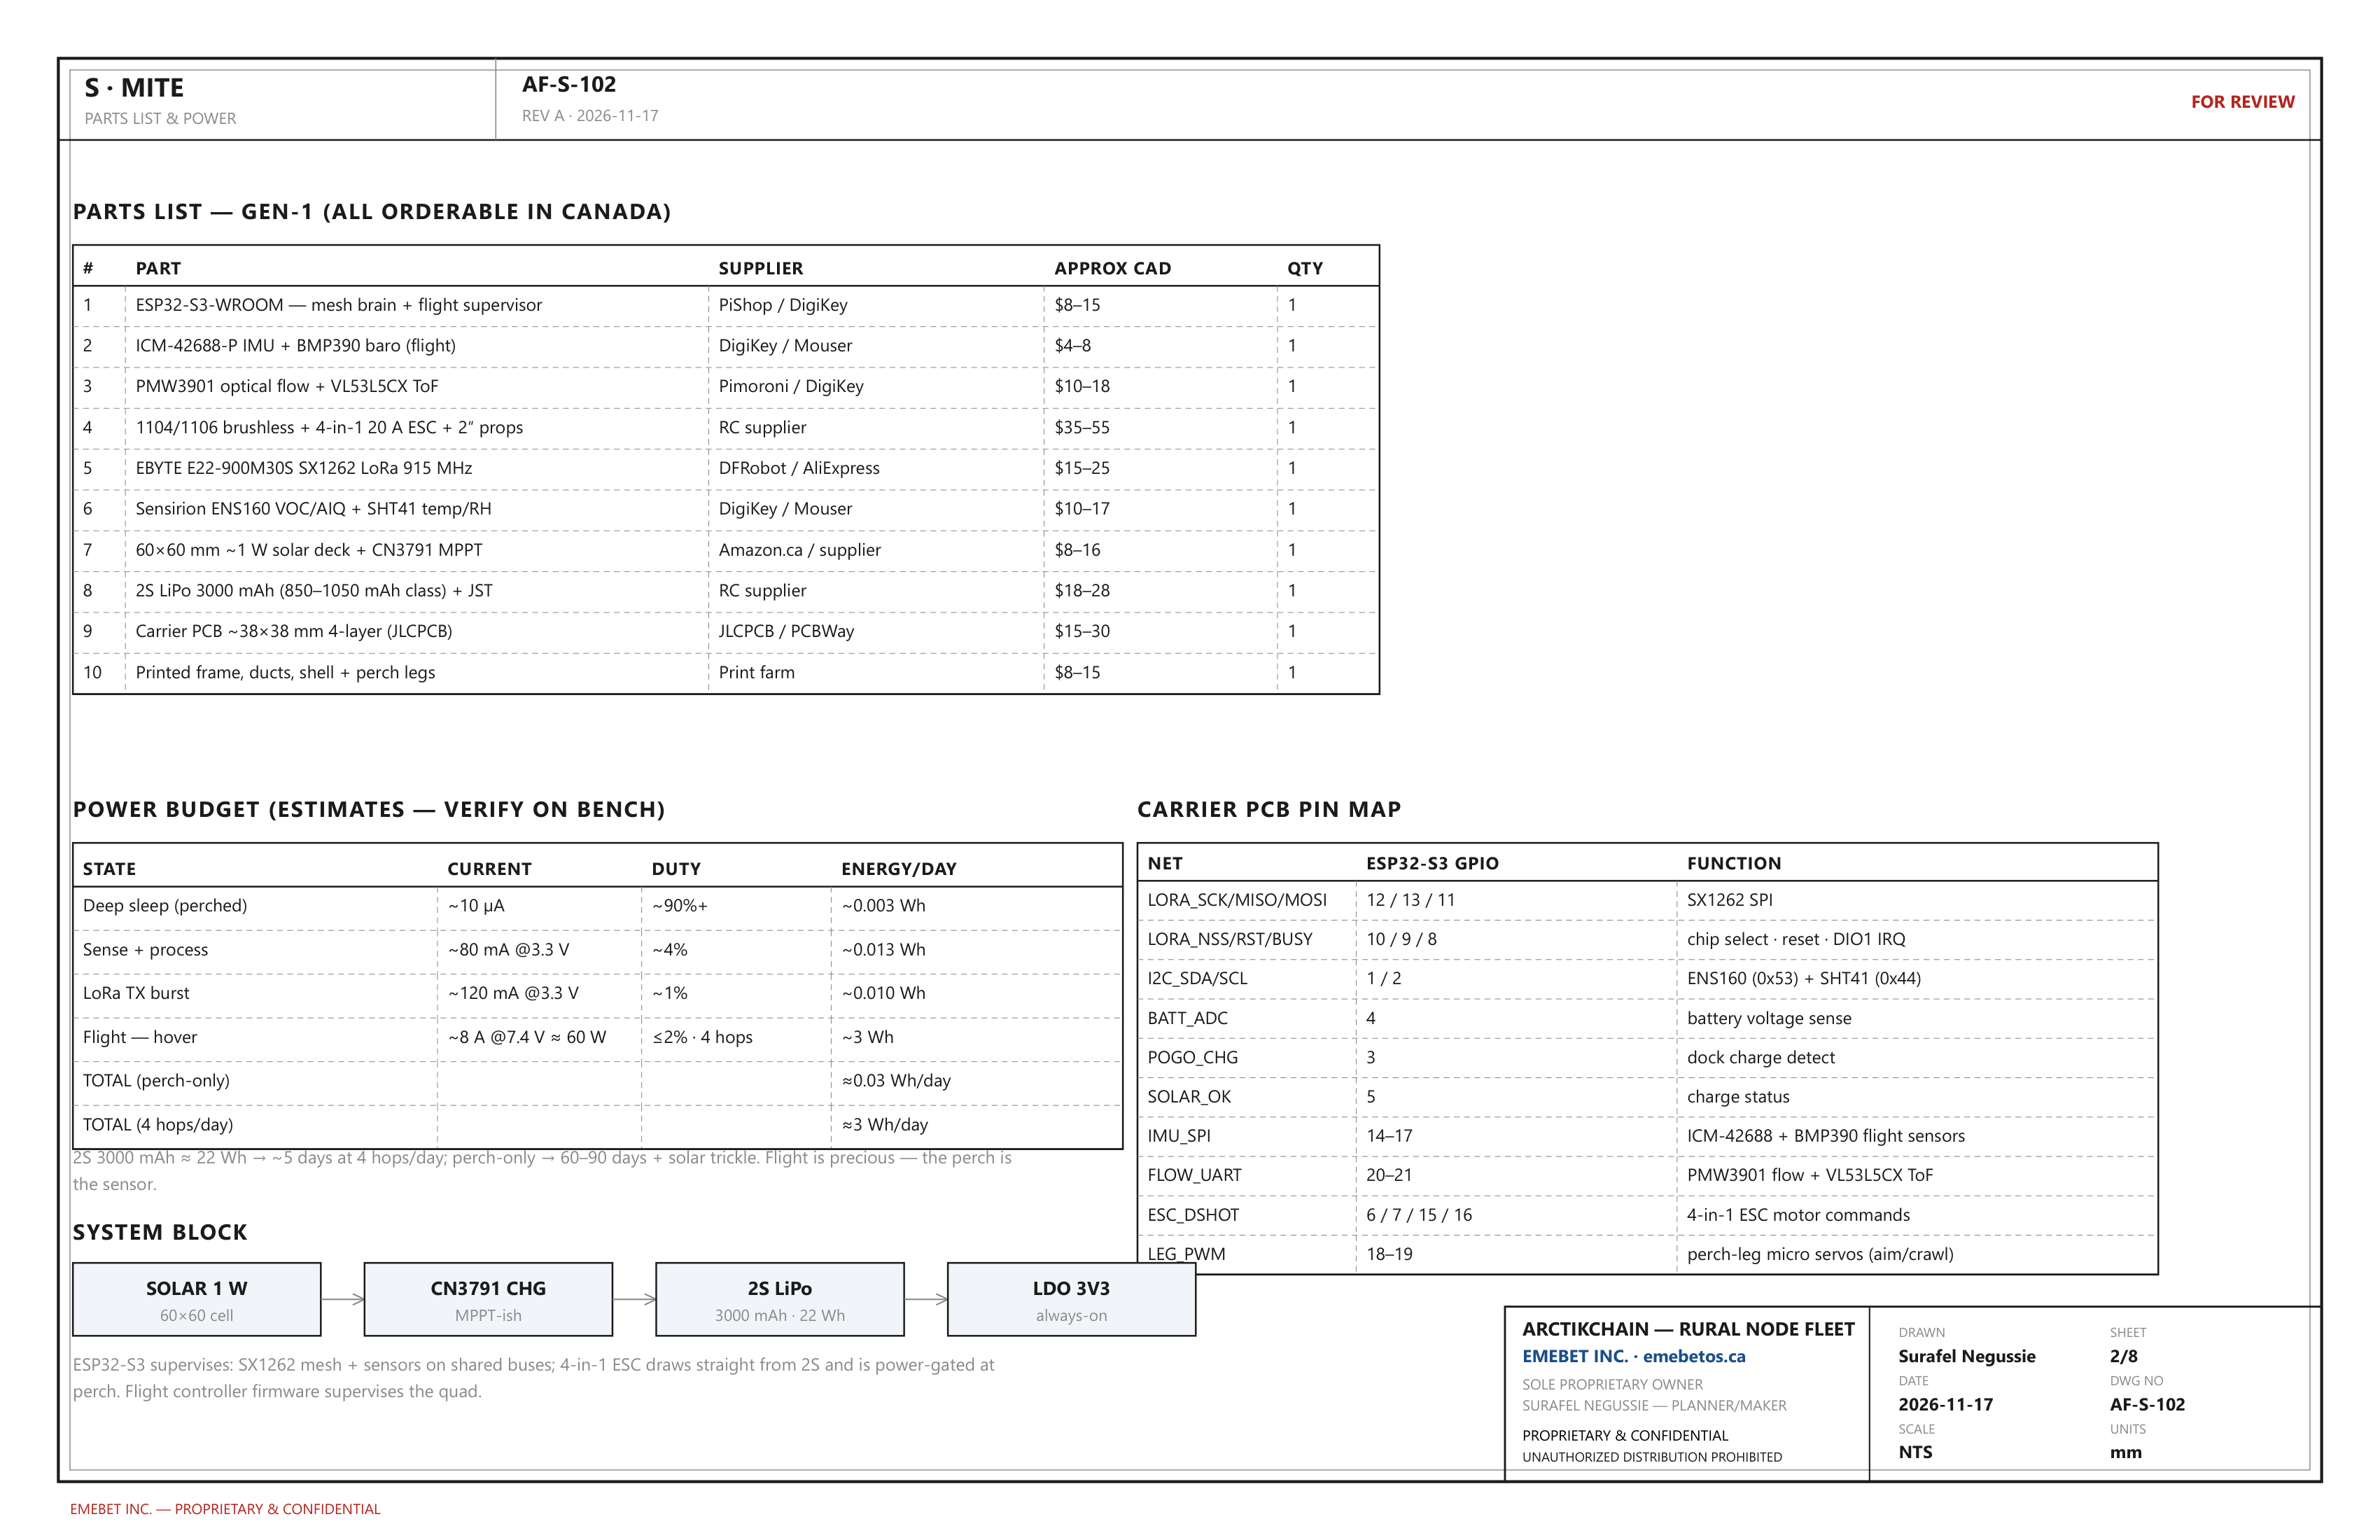 S · MITE
PARTS LIST & POWER
AF-S-102
REV A · 2026-11-17
FOR REVIEW
PARTS LIST — GEN-1 (ALL ORDERABLE IN CANADA)
# PART SUPPLIER APPROX CAD QTY
1 ESP32-S3-WROOM — mesh brain + flight supervisor PiShop / DigiKey $8–15 1
2 ICM-42688-P IMU + BMP390 baro (flight) DigiKey / Mouser $4–8 1
3 PMW3901 optical flow + VL53L5CX ToF Pimoroni / DigiKey $10–18 1
4 1104/1106 brushless + 4-in-1 20 A ESC + 2″ props RC supplier $35–55 1
5 EBYTE E22-900M30S SX1262 LoRa 915 MHz DFRobot / AliExpress $15–25 1
6 Sensirion ENS160 VOC/AIQ + SHT41 temp/RH DigiKey / Mouser $10–17 1
7 60×60 mm ~1 W solar deck + CN3791 MPPT Amazon.ca / supplier $8–16 1
8 2S LiPo 3000 mAh (850–1050 mAh class) + JST RC supplier $18–28 1
9 Carrier PCB ~38×38 mm 4-layer (JLCPCB) JLCPCB / PCBWay $15–30 1
10 Printed frame, ducts, shell + perch legs Print farm $8–15 1
POWER BUDGET (ESTIMATES — VERIFY ON BENCH)
STATE CURRENT DUTY ENERGY/DAY
Deep sleep (perched) ~10 µA ~90%+ ~0.003 Wh
Sense + process ~80 mA @3.3 V ~4% ~0.013 Wh
LoRa TX burst ~120 mA @3.3 V ~1% ~0.010 Wh
Flight — hover ~8 A @7.4 V ≈ 60 W ≤2% · 4 hops ~3 Wh
TOTAL (perch-only) ≈0.03 Wh/day
TOTAL (4 hops/day) ≈3 Wh/day
2S 3000 mAh ≈ 22 Wh → ~5 days at 4 hops/day; perch-only → 60–90 days + solar trickle. Flight is precious — the perch is
the sensor.
CARRIER PCB PIN MAP
NET ESP32-S3 GPIO FUNCTION
LORA_SCK/MISO/MOSI 12 / 13 / 11 SX1262 SPI
LORA_NSS/RST/BUSY 10 / 9 / 8 chip select · reset · DIO1 IRQ
I2C_SDA/SCL 1 / 2 ENS160 (0x53) + SHT41 (0x44)
BATT_ADC 4 battery voltage sense
POGO_CHG 3 dock charge detect
SOLAR_OK 5 charge status
IMU_SPI 14–17 ICM-42688 + BMP390 flight sensors
FLOW_UART 20–21 PMW3901 flow + VL53L5CX ToF
ESC_DSHOT 6 / 7 / 15 / 16 4-in-1 ESC motor commands
LEG_PWM 18–19 perch-leg micro servos (aim/crawl)
SYSTEM BLOCK
SOLAR 1 W
60×60 cell
CN3791 CHG
MPPT-ish
2S LiPo
3000 mAh · 22 Wh
LDO 3V3
always-on
ESP32-S3 supervises: SX1262 mesh + sensors on shared buses; 4-in-1 ESC draws straight from 2S and is power-gated at
perch. Flight controller firmware supervises the quad.
ARCTIKCHAIN — RURAL NODE FLEET
EMEBET INC. · emebetos.ca
SOLE PROPRIETARY OWNER
SURAFEL NEGUSSIE — PLANNER/MAKER
PROPRIETARY & CONFIDENTIAL
UNAUTHORIZED DISTRIBUTION PROHIBITED
DRAWN SHEET
Surafel Negussie 2/8
DATE DWG NO
2026-11-17 AF-S-102
SCALE UNITS
NTS mm
EMEBET INC. — PROPRIETARY & CONFIDENTIAL